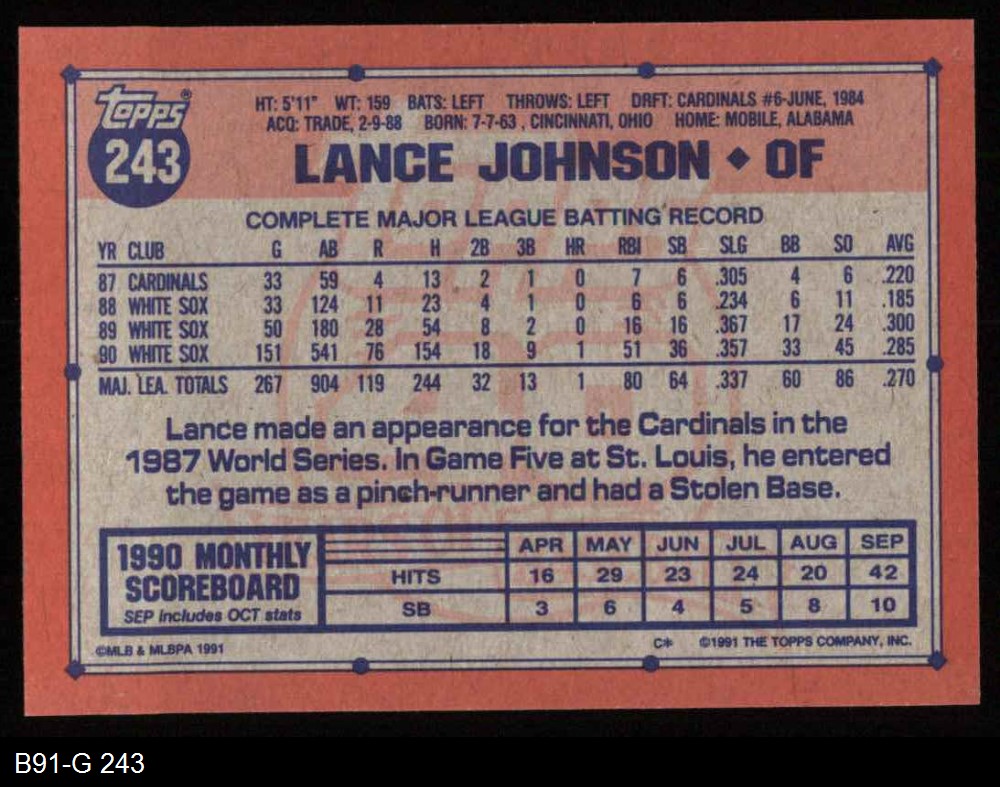 Topps®
243
HT: 5'11" WT: 159 BATS: LEFT THROWS: LEFT DRFT: CARDINALS #6-JUNE, 1984
ACQ: TRADE, 2-9-88 BORN: 7-7-63 , CINCINNATI, OHIO HOME: MOBILE, ALABAMA
LANCE JOHNSON ◆ OF
COMPLETE MAJOR LEAGUE BATTING RECORD
YR CLUB G AB R H 2B 3B HR RBI SB SLG BB SO AVG
87 CARDINALS 33 59 4 13 2 1 0 7 6 .305 4 6 .220
88 WHITE SOX 33 124 11 23 4 1 0 6 6 .234 6 11 .185
89 WHITE SOX 50 180 28 54 8 2 0 16 16 .367 17 24 .300
90 WHITE SOX 151 541 76 154 18 9 1 51 36 .357 33 45 .285
MAJ. LEA. TOTALS 267 904 119 244 32 13 1 80 64 .337 60 86 .270
Lance made an appearance for the Cardinals in the
1987 World Series. In Game Five at St. Louis, he entered
the game as a pinch-runner and had a Stolen Base.
1990 MONTHLY
SCOREBOARD
SEP includes OCT stats
APR MAY JUN JUL AUG SEP
HITS 16 29 23 24 20 42
SB 3 6 4 5 8 10
©MLB & MLBPA 1991
C* ©1991 THE TOPPS COMPANY, INC.
B91-G 243